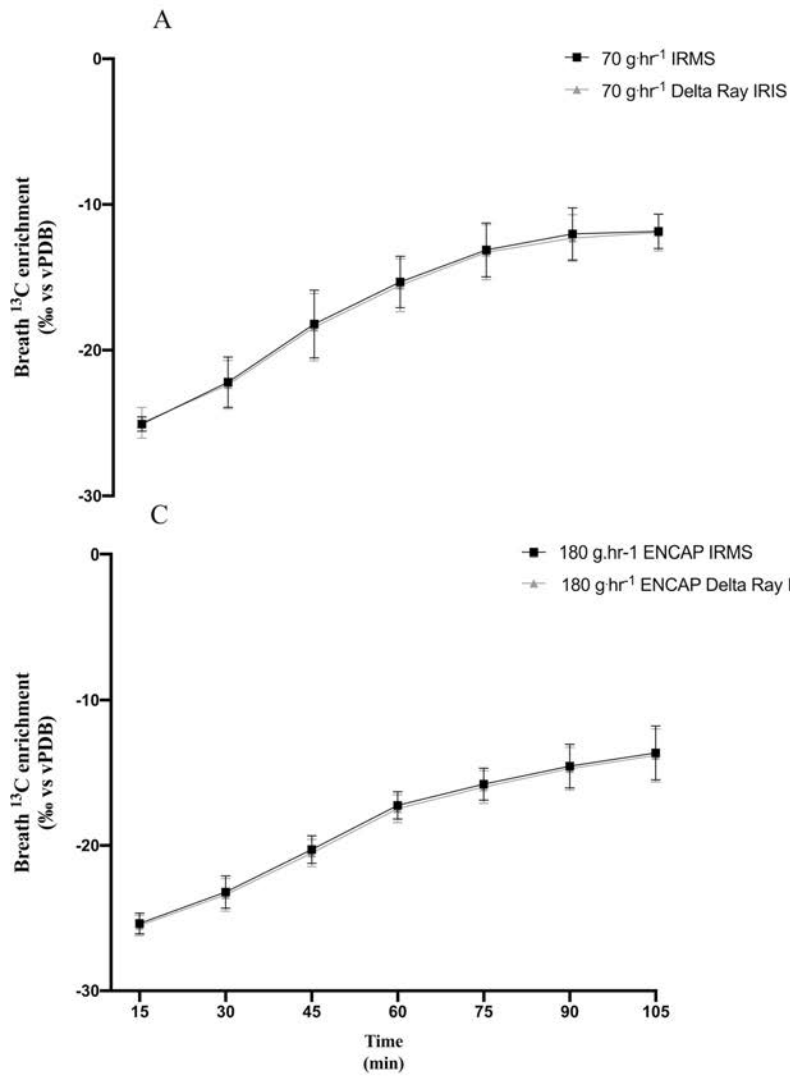 A
0
70 g·hr⁻¹ IRMS
70 g·hr⁻¹ Delta Ray IRIS
-10
-20
-30
Breath ¹³C enrichment
(‰ vs vPDB)
C
0
180 g.hr-1 ENCAP IRMS
180 g·hr⁻¹ ENCAP Delta Ray
-10
-20
-30
Breath ¹³C enrichment
(‰ vs vPDB)
15 30 45 60 75 90 105
Time
(min)